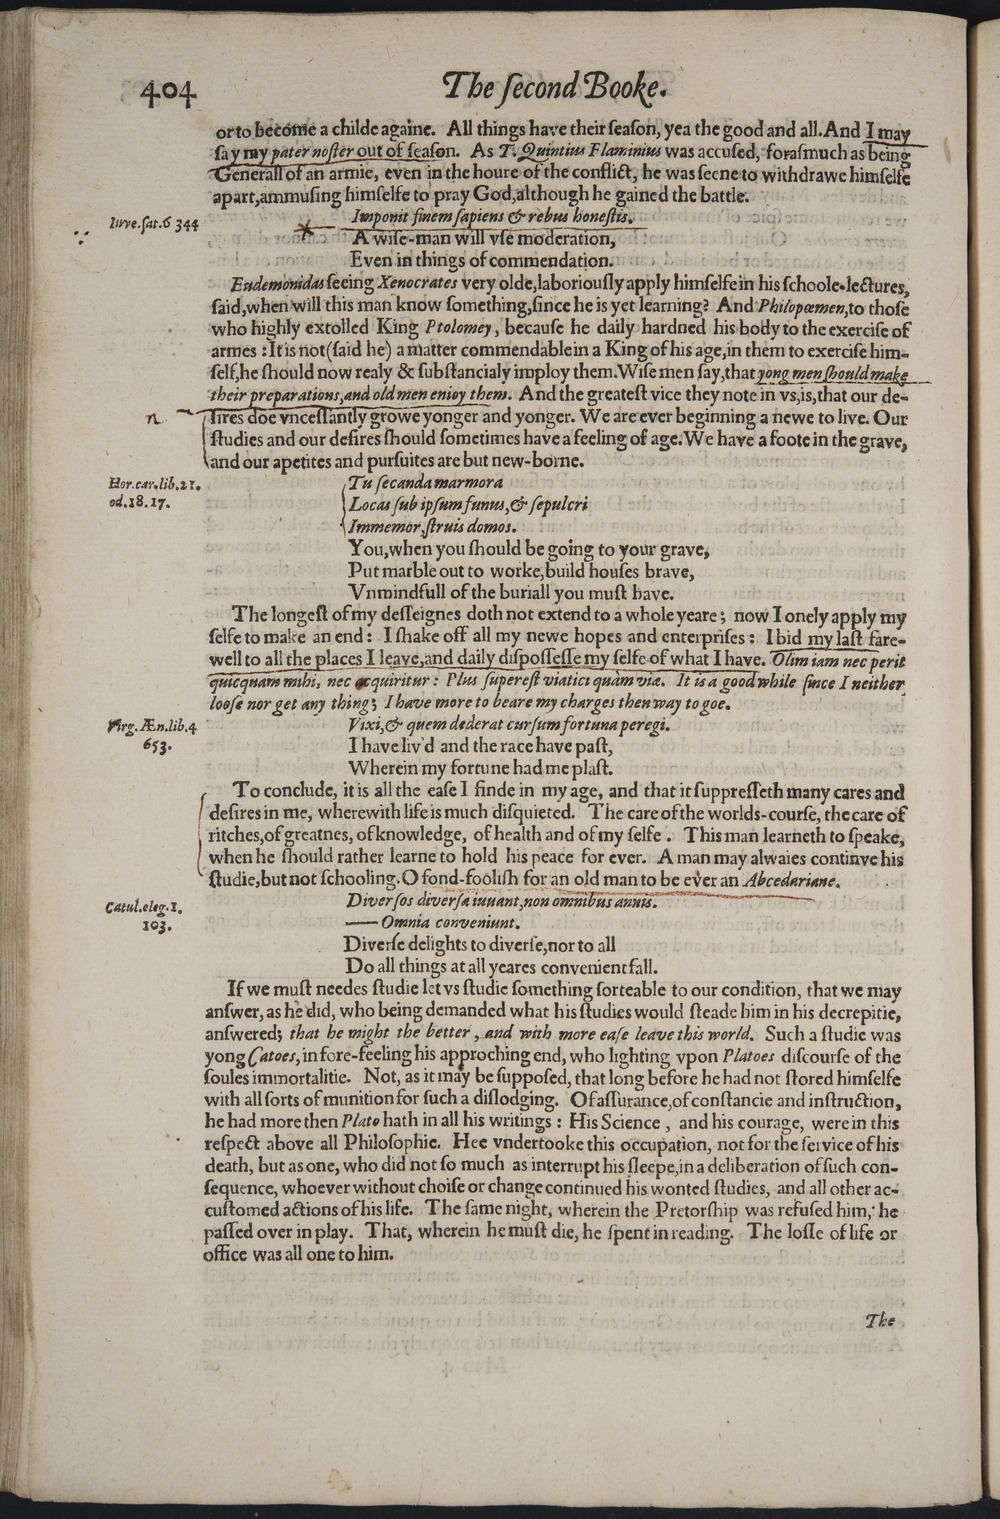 404
The ſecond Booke.
or to become a childe againe. All things have their ſeaſon, yea the good and all. And I may
ſay my pater noſter out of ſeaſon. As T. Quintius Flaminius was accuſed, foraſmuch as being
Generall of an armie, even in the houre of the conflict, he was ſeene to withdrawe himſelfe
apart, ammuſing himſelfe to pray God, although he gained the battle.
Iuve. ſat. 6 344
Imponit finem ſapiens & rebus honeſtis.
A wiſe-man will vſe moderation,
Even in things of commendation.
Eudemonidas ſeeing Xenocrates very olde, laboriouſly apply himſelfe in his ſchoole-lectures,
ſaid, when will this man know ſomething, ſince he is yet learning? And Philopœmen, to thoſe
who highly extolled King Ptolomey, becauſe he daily hardned his body to the exerciſe of
armes: It is not (ſaid he) a matter commendable in a King of his age, in them to exerciſe him-
ſelf, he ſhould now realy & ſubſtancialy imploy them. Wiſe men ſay, that yong men ſhould make
their preparations, and old men enioy them. And the greateſt vice they note in vs, is, that our de-
n
ſires doe vnceſſantly growe yonger and yonger. We are ever beginning a newe to live. Our
ſtudies and our deſires ſhould ſometimes have a feeling of age. We have a foote in the grave,
and our apetites and purſuites are but new-borne.
Hor. car. lib. 21.
od. 18. 17.
Tu ſecanda marmora
Locas ſub ipſum funus, & ſepulcri
Immemor, ſtruis domos.
You, when you ſhould be going to your grave,
Put marble out to worke, build houſes brave,
Vnmindfull of the buriall you muſt have.
The longeſt of my deſſeignes doth not extend to a whole yeare; now I onely apply my
ſelfe to make an end: I ſhake off all my newe hopes and enterpriſes: I bid my laſt fare-
well to all the places I leave, and daily diſpoſſeſſe my ſelfe of what I have. Olim iam nec perit
quicquam mihi, nec acquiritur: Plus ſupereſt viatici quàm viæ. It is a good while ſince I neither
looſe nor get any thing; I have more to beare my charges then way to goe.
Virg. Æn. lib. 4
653.
Vixi, & quem dederat curſum fortuna peregi.
I have liv'd and the race have paſt,
Wherein my fortune had me plaſt.
To conclude, it is all the eaſe I finde in my age, and that it ſuppreſſeth many cares and
deſires in me, wherewith life is much diſquieted. The care of the worlds-courſe, the care of
ritches, of greatnes, of knowledge, of health and of my ſelfe. This man learneth to ſpeake,
when he ſhould rather learne to hold his peace for ever. A man may alwaies continve his
ſtudie, but not ſchooling. O fond-fooliſh for an old man to be ever an Abcedariane.
Catul. eleg. 1.
103.
Diverſos diverſa iuuant, non omnibus annis.
—— Omnia conveniunt.
Diverſe delights to diverſe, nor to all
Do all things at all yeares convenient fall.
If we muſt needes ſtudie let vs ſtudie ſomething ſorteable to our condition, that we may
anſwer, as he did, who being demanded what his ſtudies would ſteade him in his decrepitie,
anſwered; that he might the better, and with more eaſe leave this world. Such a ſtudie was
yong Catoes, in fore-feeling his approching end, who lighting vpon Platoes diſcourſe of the
ſoules immortalitie. Not, as it may be ſuppoſed, that long before he had not ſtored himſelfe
with all ſorts of munition for ſuch a diſlodging. Of aſſurance, of conſtancie and inſtruction,
he had more then Plato hath in all his writings: His Science, and his courage, were in this
reſpect above all Philoſophie. Hee vndertooke this occupation, not for the ſervice of his
death, but as one, who did not ſo much as interrupt his ſleepe, in a deliberation of ſuch con-
ſequence, whoever without choiſe or change continued his wonted ſtudies, and all other ac-
cuſtomed actions of his life. The ſame night, wherein the Pretorſhip was refuſed him, he
paſſed over in play. That, wherein he muſt die, he ſpent in reading. The loſſe of life or
office was all one to him.
The